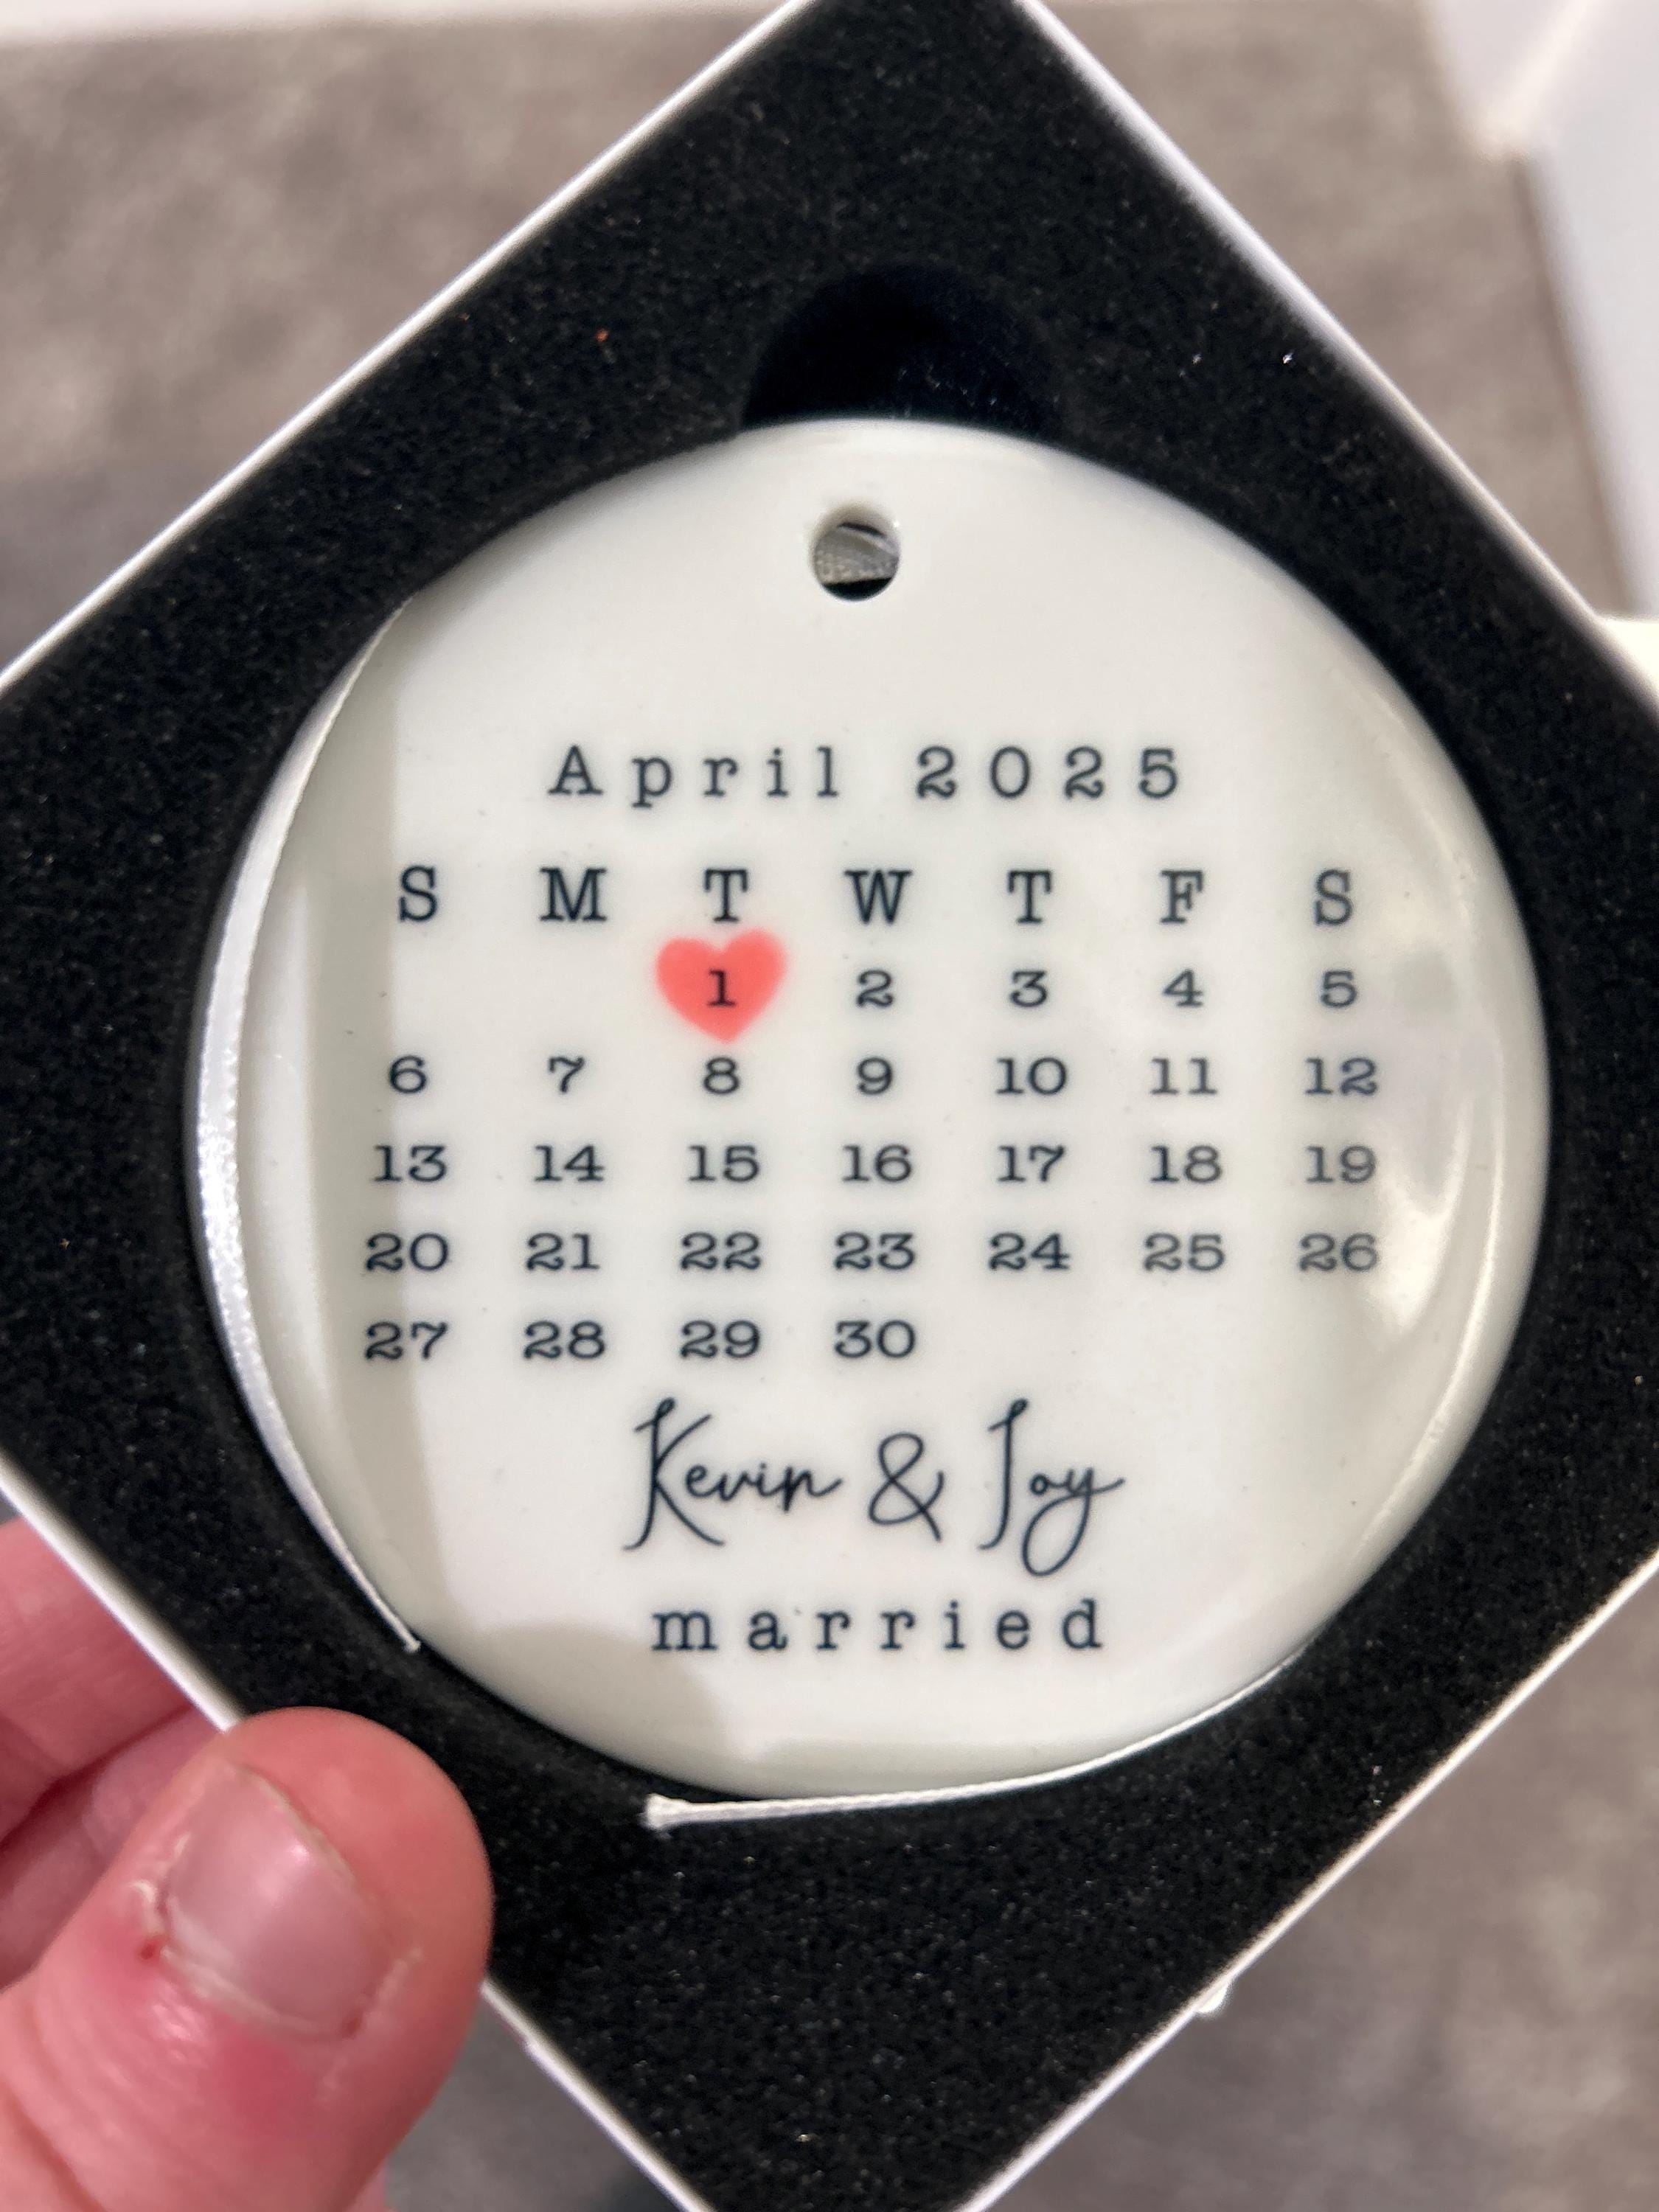 April 2025
S M T W T F S
1 2 3 4 5
6 7 8 9 10 11 12
13 14 15 16 17 18 19
20 21 22 23 24 25 26
27 28 29 30
Kevin & Joy
married